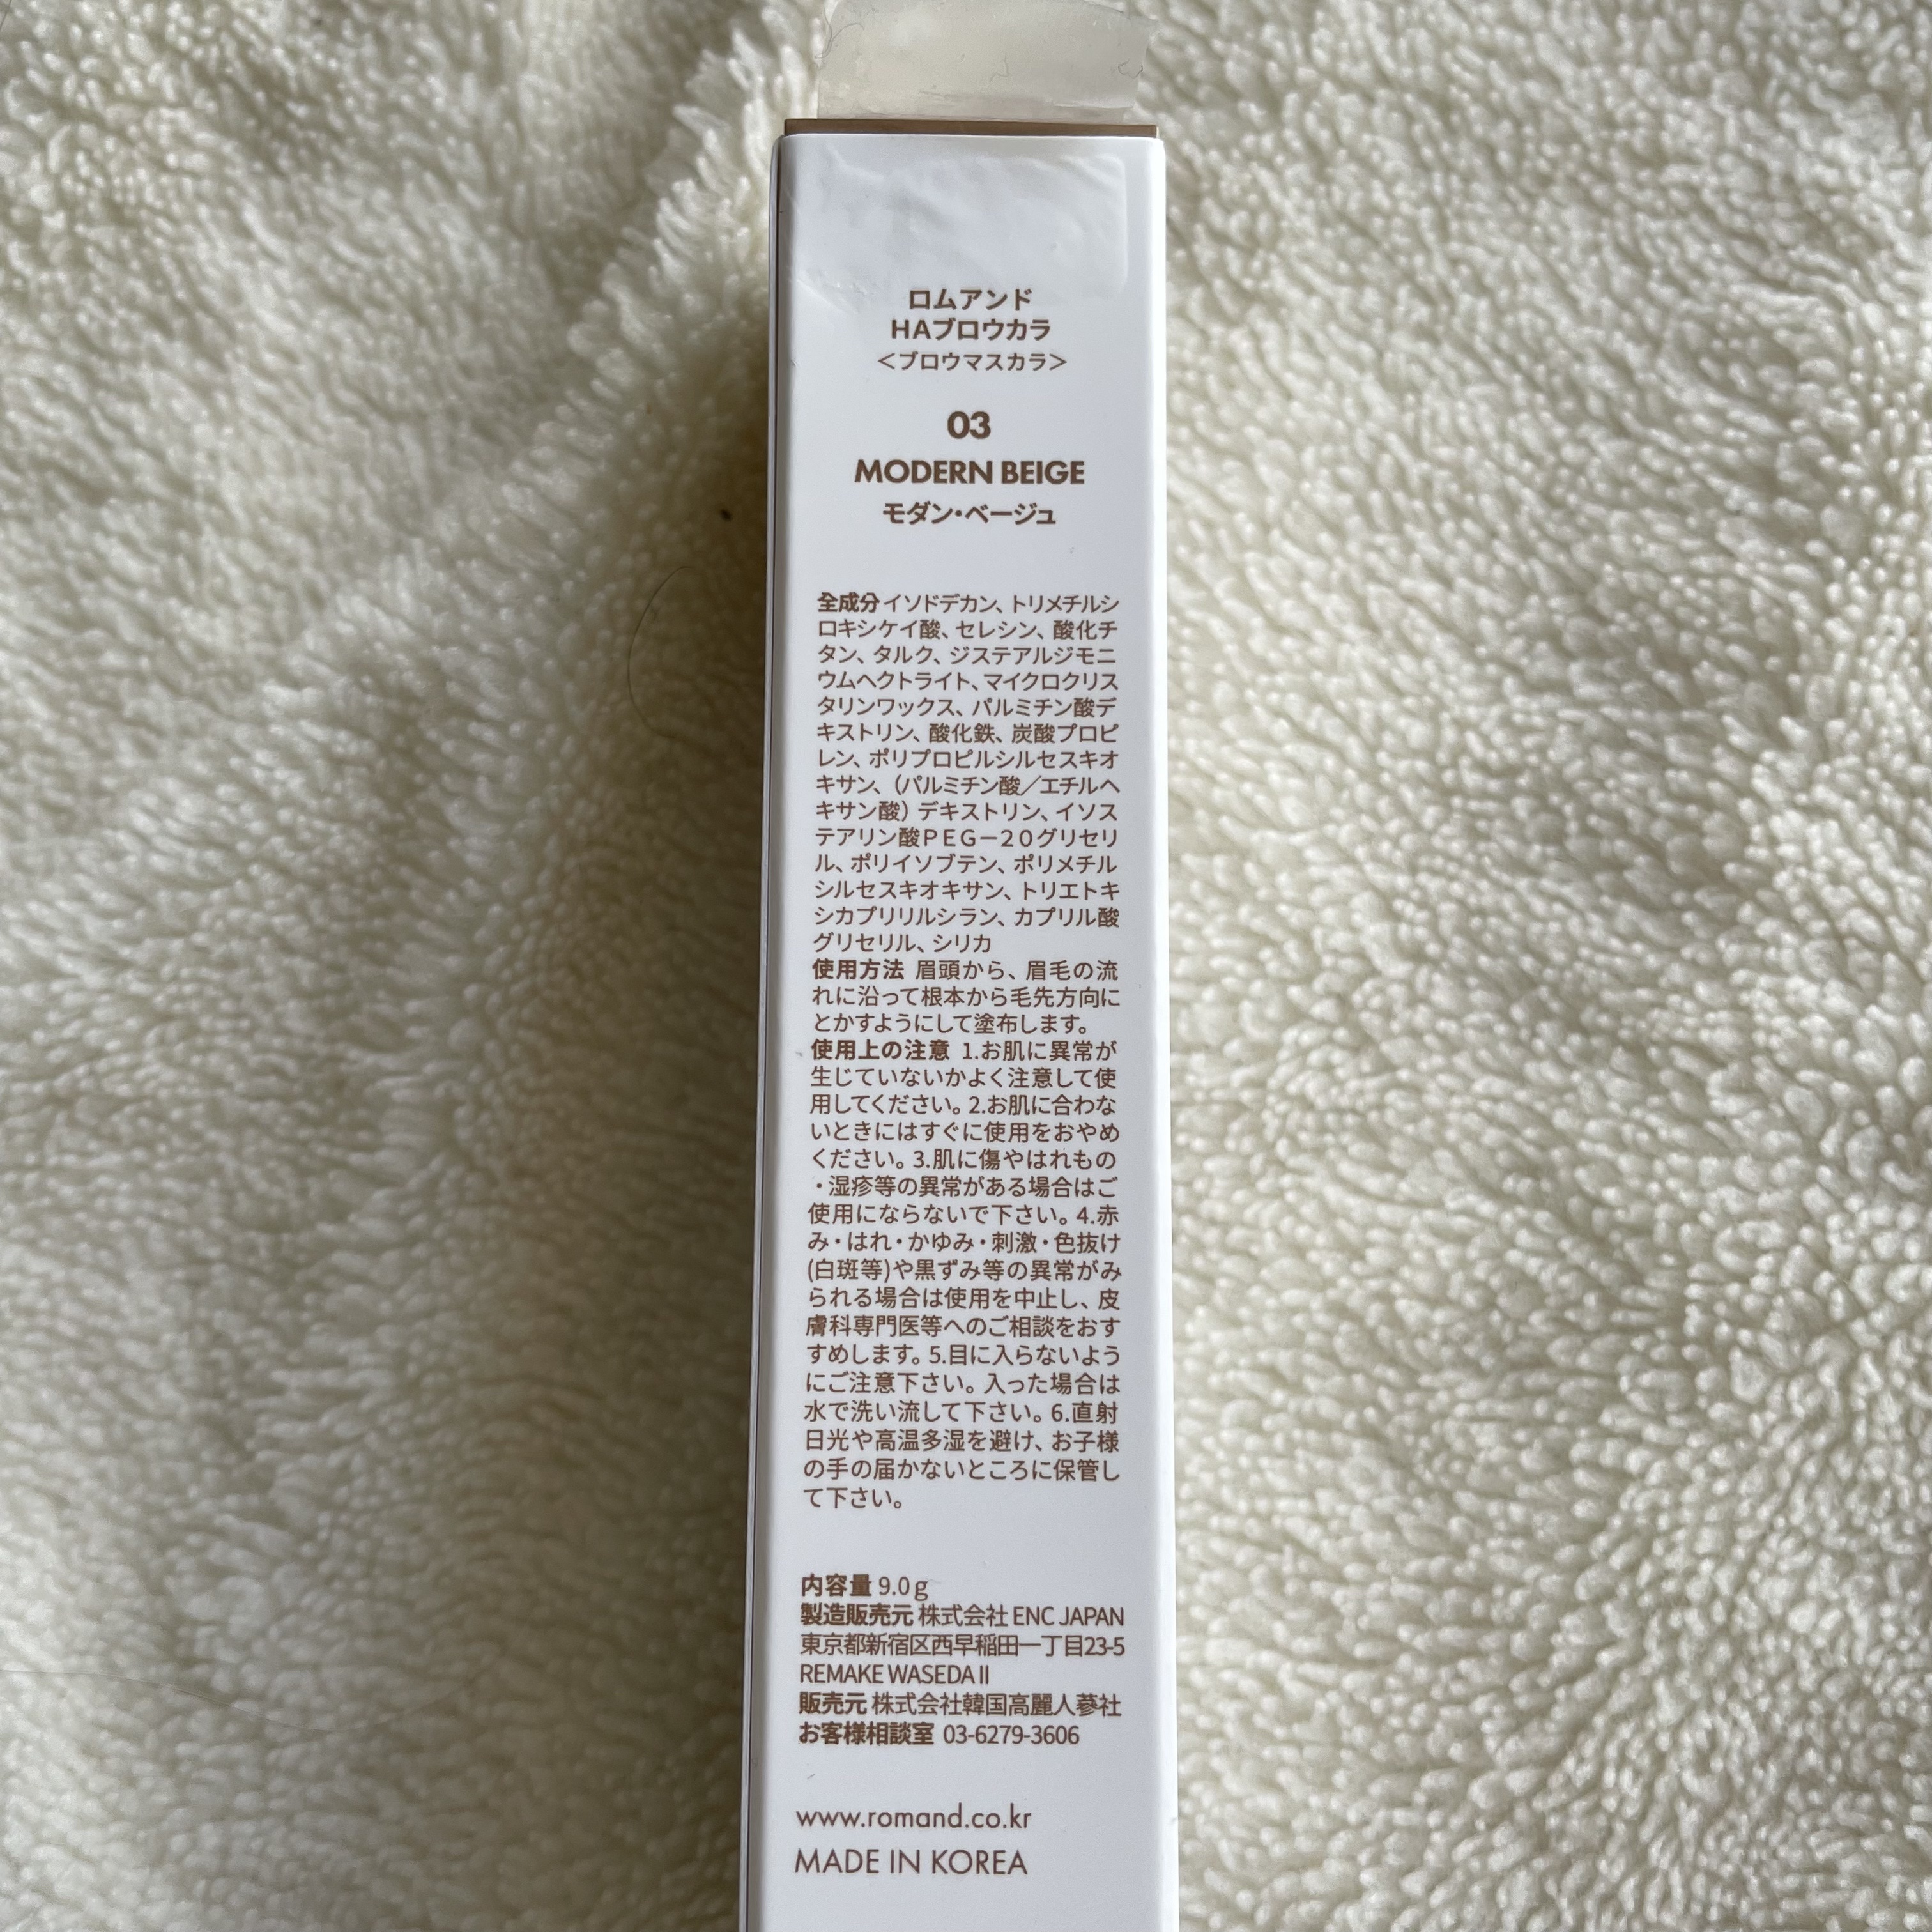 ロムアンド
HAブロウカラ
＜ブロウマスカラ＞
03
MODERN BEIGE
モダン・ベージュ
全成分 イソドデカン、トリメチルシ
ロキシケイ酸、セレシン、酸化チ
タン、タルク、ジステアルジモニ
ウムヘクトライト、マイクロクリス
タリンワックス、パルミチン酸デ
キストリン、酸化鉄、炭酸プロピ
レン、ポリプロピルシルセスキオ
キサン、（パルミチン酸／エチルヘ
キサン酸）デキストリン、イソス
テアリン酸ＰＥＧ－２０グリセリ
ル、ポリイソブテン、ポリメチル
シルセスキオキサン、トリエトキ
シカプリリルシラン、カプリル酸
グリセリル、シリカ
使用方法 眉頭から、眉毛の流
れに沿って根本から毛先方向に
とかすようにして塗布します。
使用上の注意 1.お肌に異常が
生じていないかよく注意して使
用してください。2.お肌に合わな
いときにはすぐに使用をおやめ
ください。3.肌に傷やはれもの
・湿疹等の異常がある場合はご
使用にならないで下さい。4.赤
み・はれ・かゆみ・刺激・色抜け
(白斑等)や黒ずみ等の異常がみ
られる場合は使用を中止し、皮
膚科専門医等へのご相談をおす
すめします。5.目に入らないよう
にご注意下さい。入った場合は
水で洗い流して下さい。6.直射
日光や高温多湿を避け、お子様
の手の届かないところに保管し
て下さい。
内容量 9.0g
製造販売元 株式会社 ENC JAPAN
東京都新宿区西早稲田一丁目23-5
REMAKE WASEDA II
販売元 株式会社韓国高麗人蔘社
お客様相談室 03-6279-3606
www.romand.co.kr
MADE IN KOREA